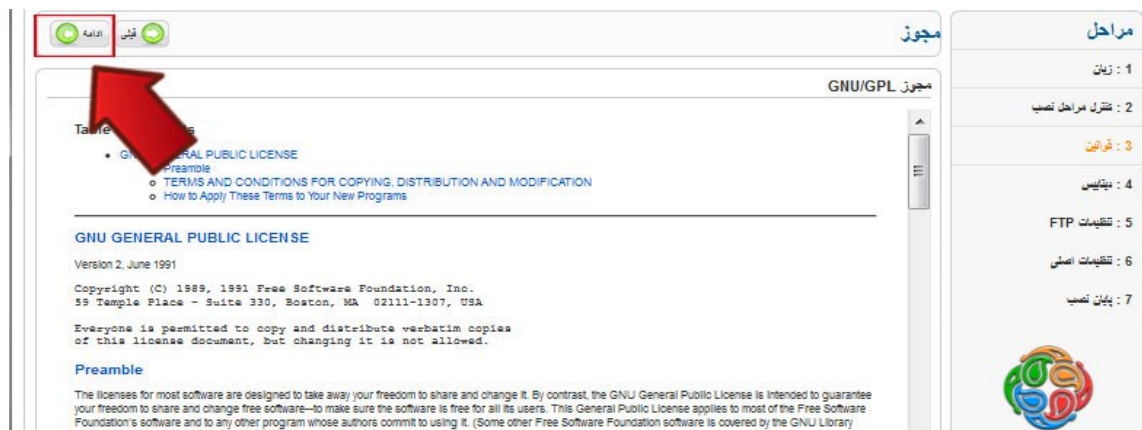 مجوز
قبلی
ادامه
مجوز GNU/GPL
GNU GENERAL PUBLIC LICENSE
Preamble
TERMS AND CONDITIONS FOR COPYING, DISTRIBUTION AND MODIFICATION
How to Apply These Terms to Your New Programs
GNU GENERAL PUBLIC LICENSE
Version 2, June 1991
Copyright (C) 1989, 1991 Free Software Foundation, Inc.
59 Temple Place - Suite 330, Boston, MA 02111-1307, USA
Everyone is permitted to copy and distribute verbatim copies
of this license document, but changing it is not allowed.
Preamble
The licenses for most software are designed to take away your freedom to share and change it. By contrast, the GNU General Public License is intended to guarantee
your freedom to share and change free software—to make sure the software is free for all its users. This General Public License applies to most of the Free Software
Foundation's software and to any other program whose authors commit to using it. (Some other Free Software Foundation software is covered by the GNU Library
مراحل
1 : زبان
2 : کنترل مراحل نصب
3 : قوانین
4 : دیتابیس
5 : تنظیمات FTP
6 : تنظیمات اصلی
7 : پایان نصب